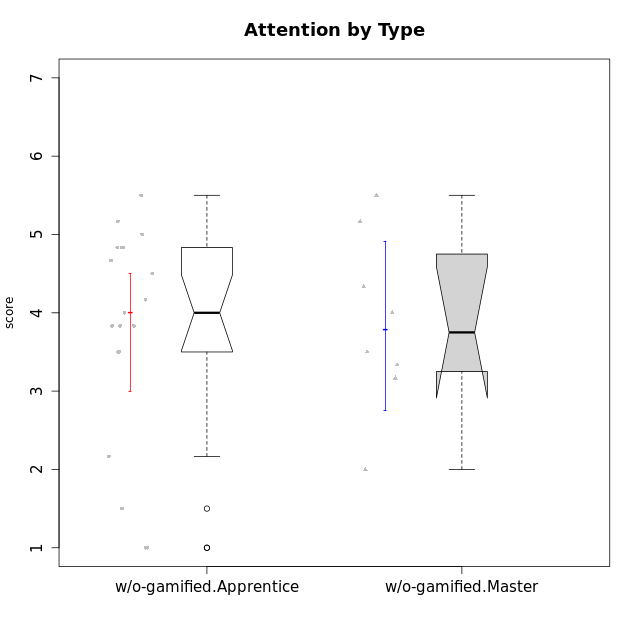 Attention by Type
7
6
5
4
3
2
1
score
w/o-gamified.Apprentice
w/o-gamified.Master